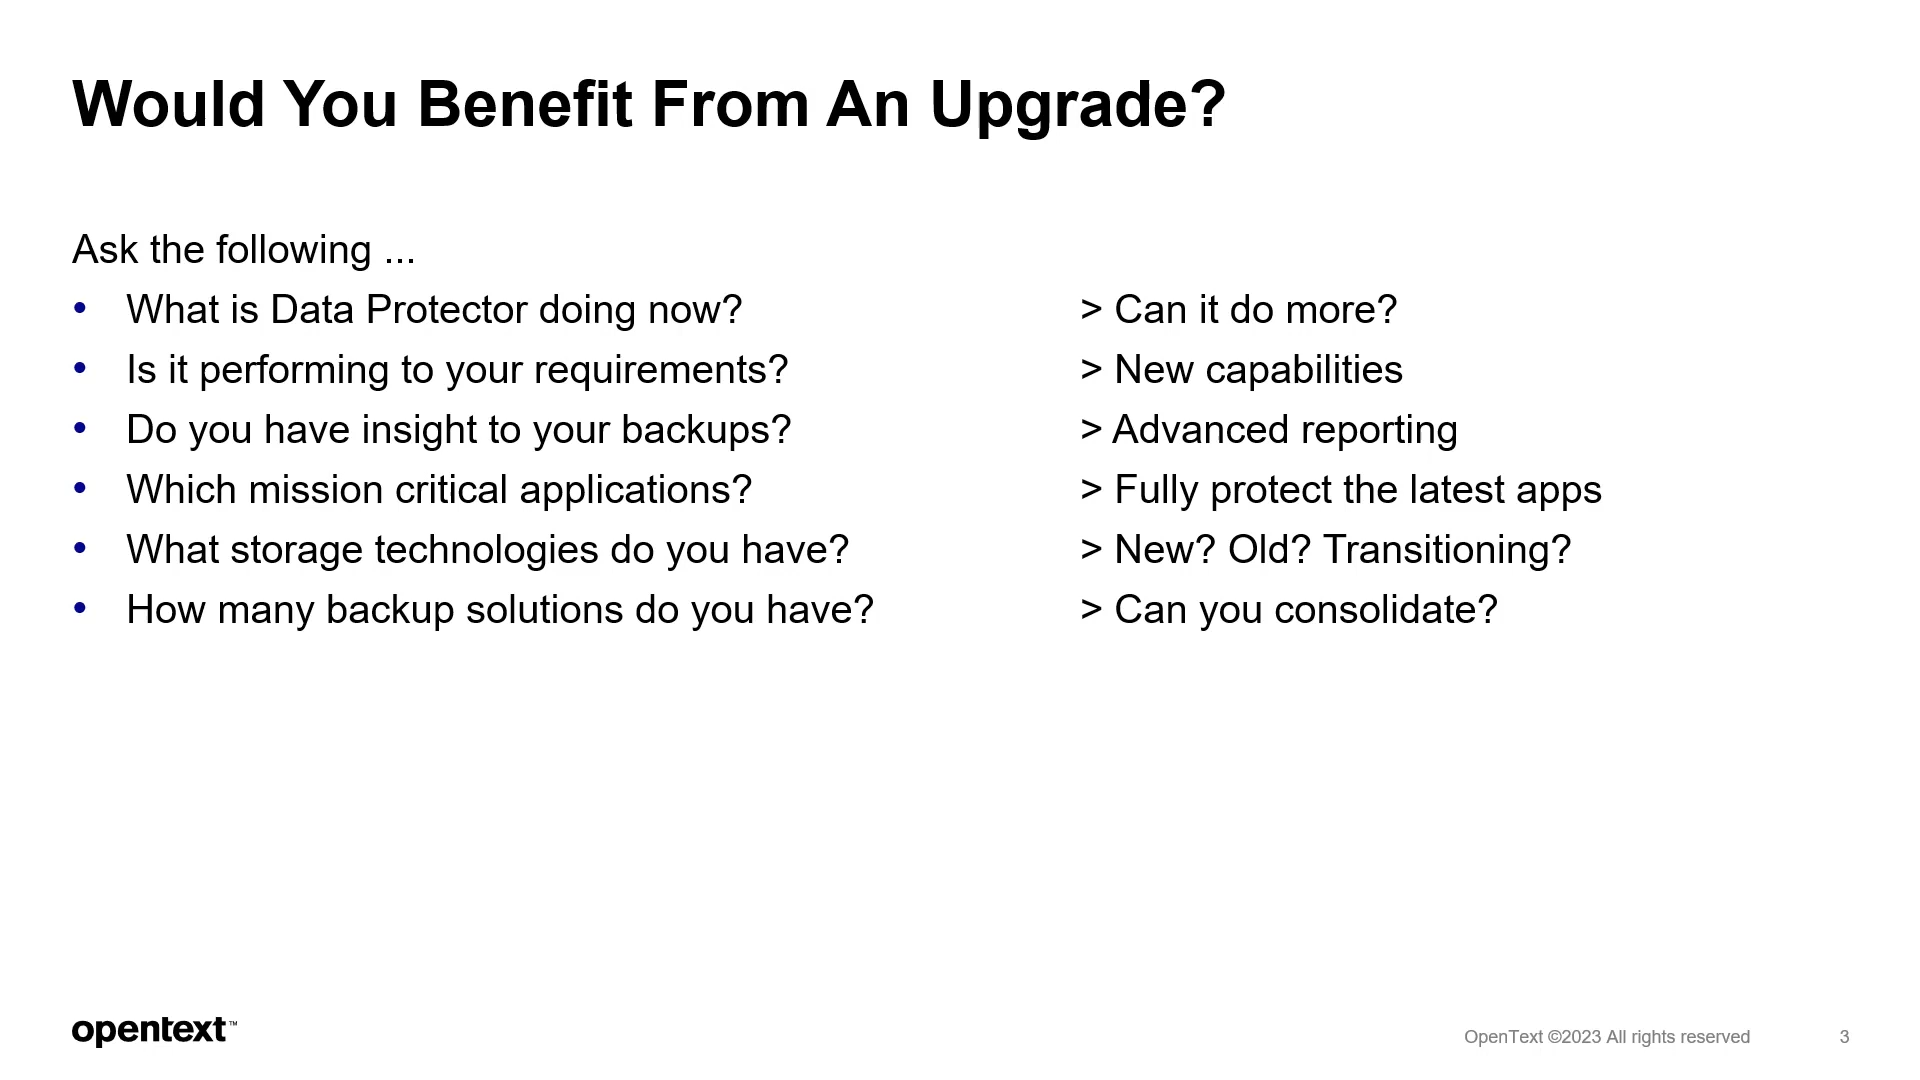 Would You Benefit From An Upgrade?
Ask the following ...
• What is Data Protector doing now? > Can it do more?
• Is it performing to your requirements? > New capabilities
• Do you have insight to your backups? > Advanced reporting
• Which mission critical applications? > Fully protect the latest apps
• What storage technologies do you have? > New? Old? Transitioning?
• How many backup solutions do you have? > Can you consolidate?
opentext™
OpenText ©2023 All rights reserved 3